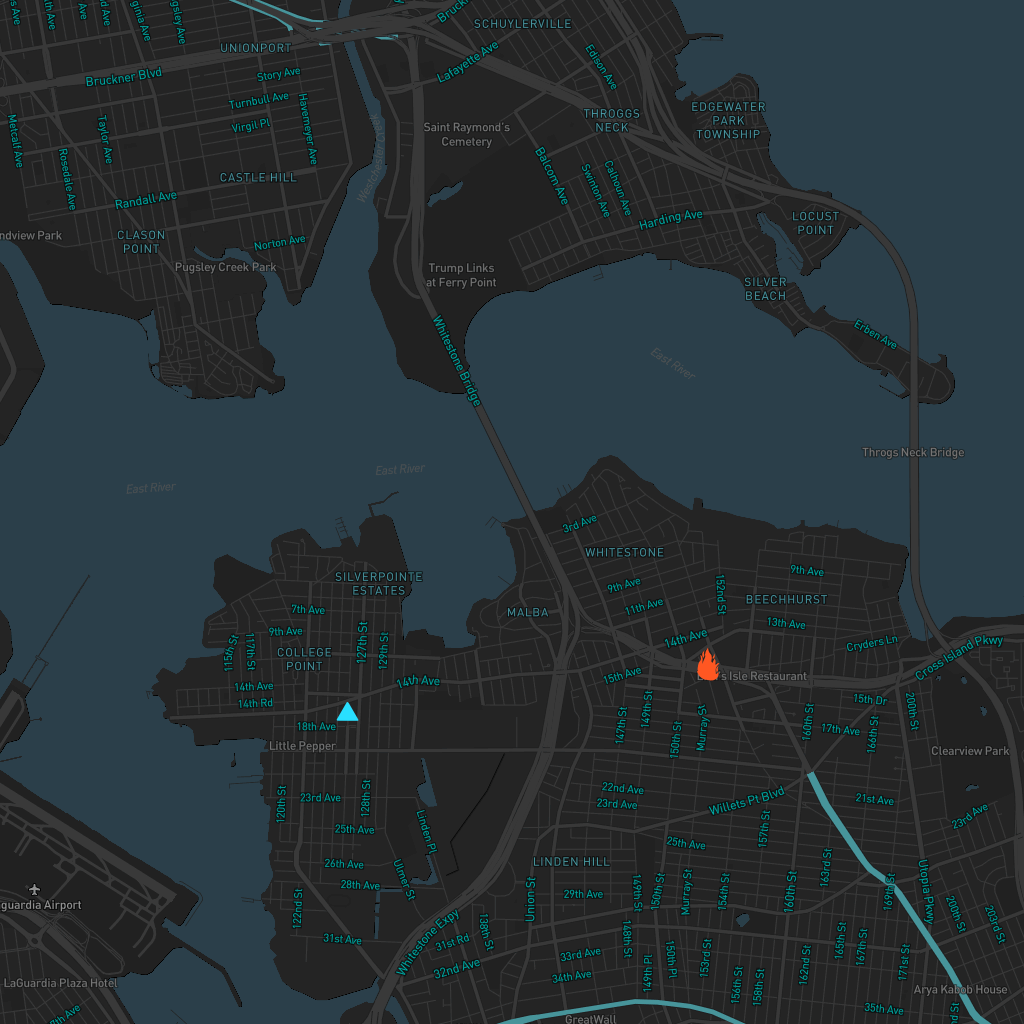 SCHUYLERVILLE
UNIONPORT
Bruckner Blvd
Story Ave
Lafayette Ave
Edison Ave
Turnbull Ave
Havemeyer Ave
Virgil Pl
Metcalf Ave
Taylor Ave
Rosedale Ave
Saint Raymond's
Cemetery
THROGGS
NECK
EDGEWATER
PARK
TOWNSHIP
Balcom Ave
Swinton Ave
Calhoun Ave
CASTLE HILL
Randall Ave
Harding Ave
LOCUST
POINT
ndview Park
CLASON
POINT
Norton Ave
Pugsley Creek Park
Trump Links
at Ferry Point
SILVER
BEACH
Erben Ave
Whitestone Bridge
East River
Throgs Neck Bridge
East River
East River
3rd Ave
WHITESTONE
SILVERPOINTE
ESTATES
9th Ave
9th Ave
152nd St
BEECHHURST
7th Ave
MALBA
11th Ave
13th Ave
9th Ave
115th St
117th St
127th St
129th St
14th Ave
Cryders Ln
Cross Island Pkwy
COLLEGE
POINT
15th Ave
's Isle Restaurant
14th Ave
14th Ave
14th Rd
15th Dr
200th St
18th Ave
147th St
149th St
150th St
Murray St
160th St
17th Ave
166th St
Little Pepper
Clearview Park
120th St
23rd Ave
128th St
22nd Ave
23rd Ave
Willets Pt Blvd
21st Ave
23rd Ave
25th Ave
Linden Pl
25th Ave
157th St
26th Ave
LINDEN HILL
163rd St
28th Ave
Ulmer St
Union St
29th Ave
146th St
150th St
Murray St
154th St
160th St
169th St
Utopia Pkwy
200th St
203rd St
guardia Airport
122nd St
31st Ave
Whitestone Expy
138th St
31st Rd
32nd Ave
33rd Ave
34th Ave
148th St
149th Pl
150th Pl
153rd St
156th St
158th St
162nd St
165th St
167th St
171st St
LaGuardia Plaza Hotel
Arya Kabob House
35th Ave
GreatWall